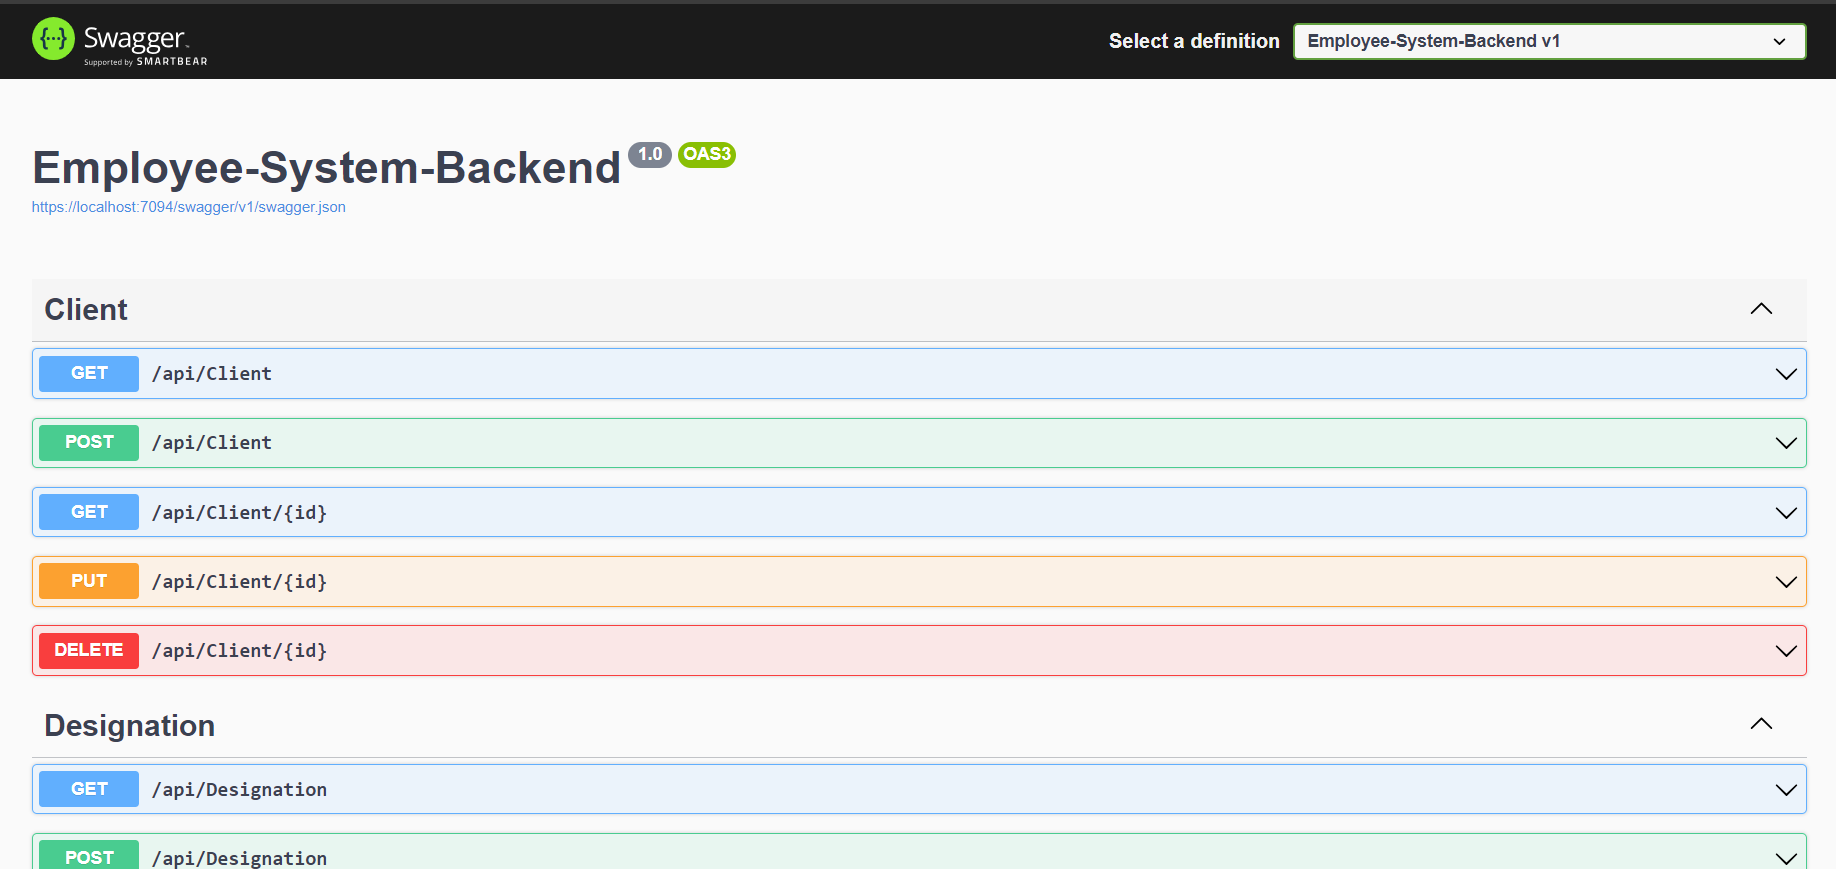 {···} Swagger™
Supported by SMARTBEAR
Select a definition
Employee-System-Backend v1
Employee-System-Backend 1.0 OAS3
https://localhost:7094/swagger/v1/swagger.json
Client
GET /api/Client
POST /api/Client
GET /api/Client/{id}
PUT /api/Client/{id}
DELETE /api/Client/{id}
Designation
GET /api/Designation
POST /api/Designation